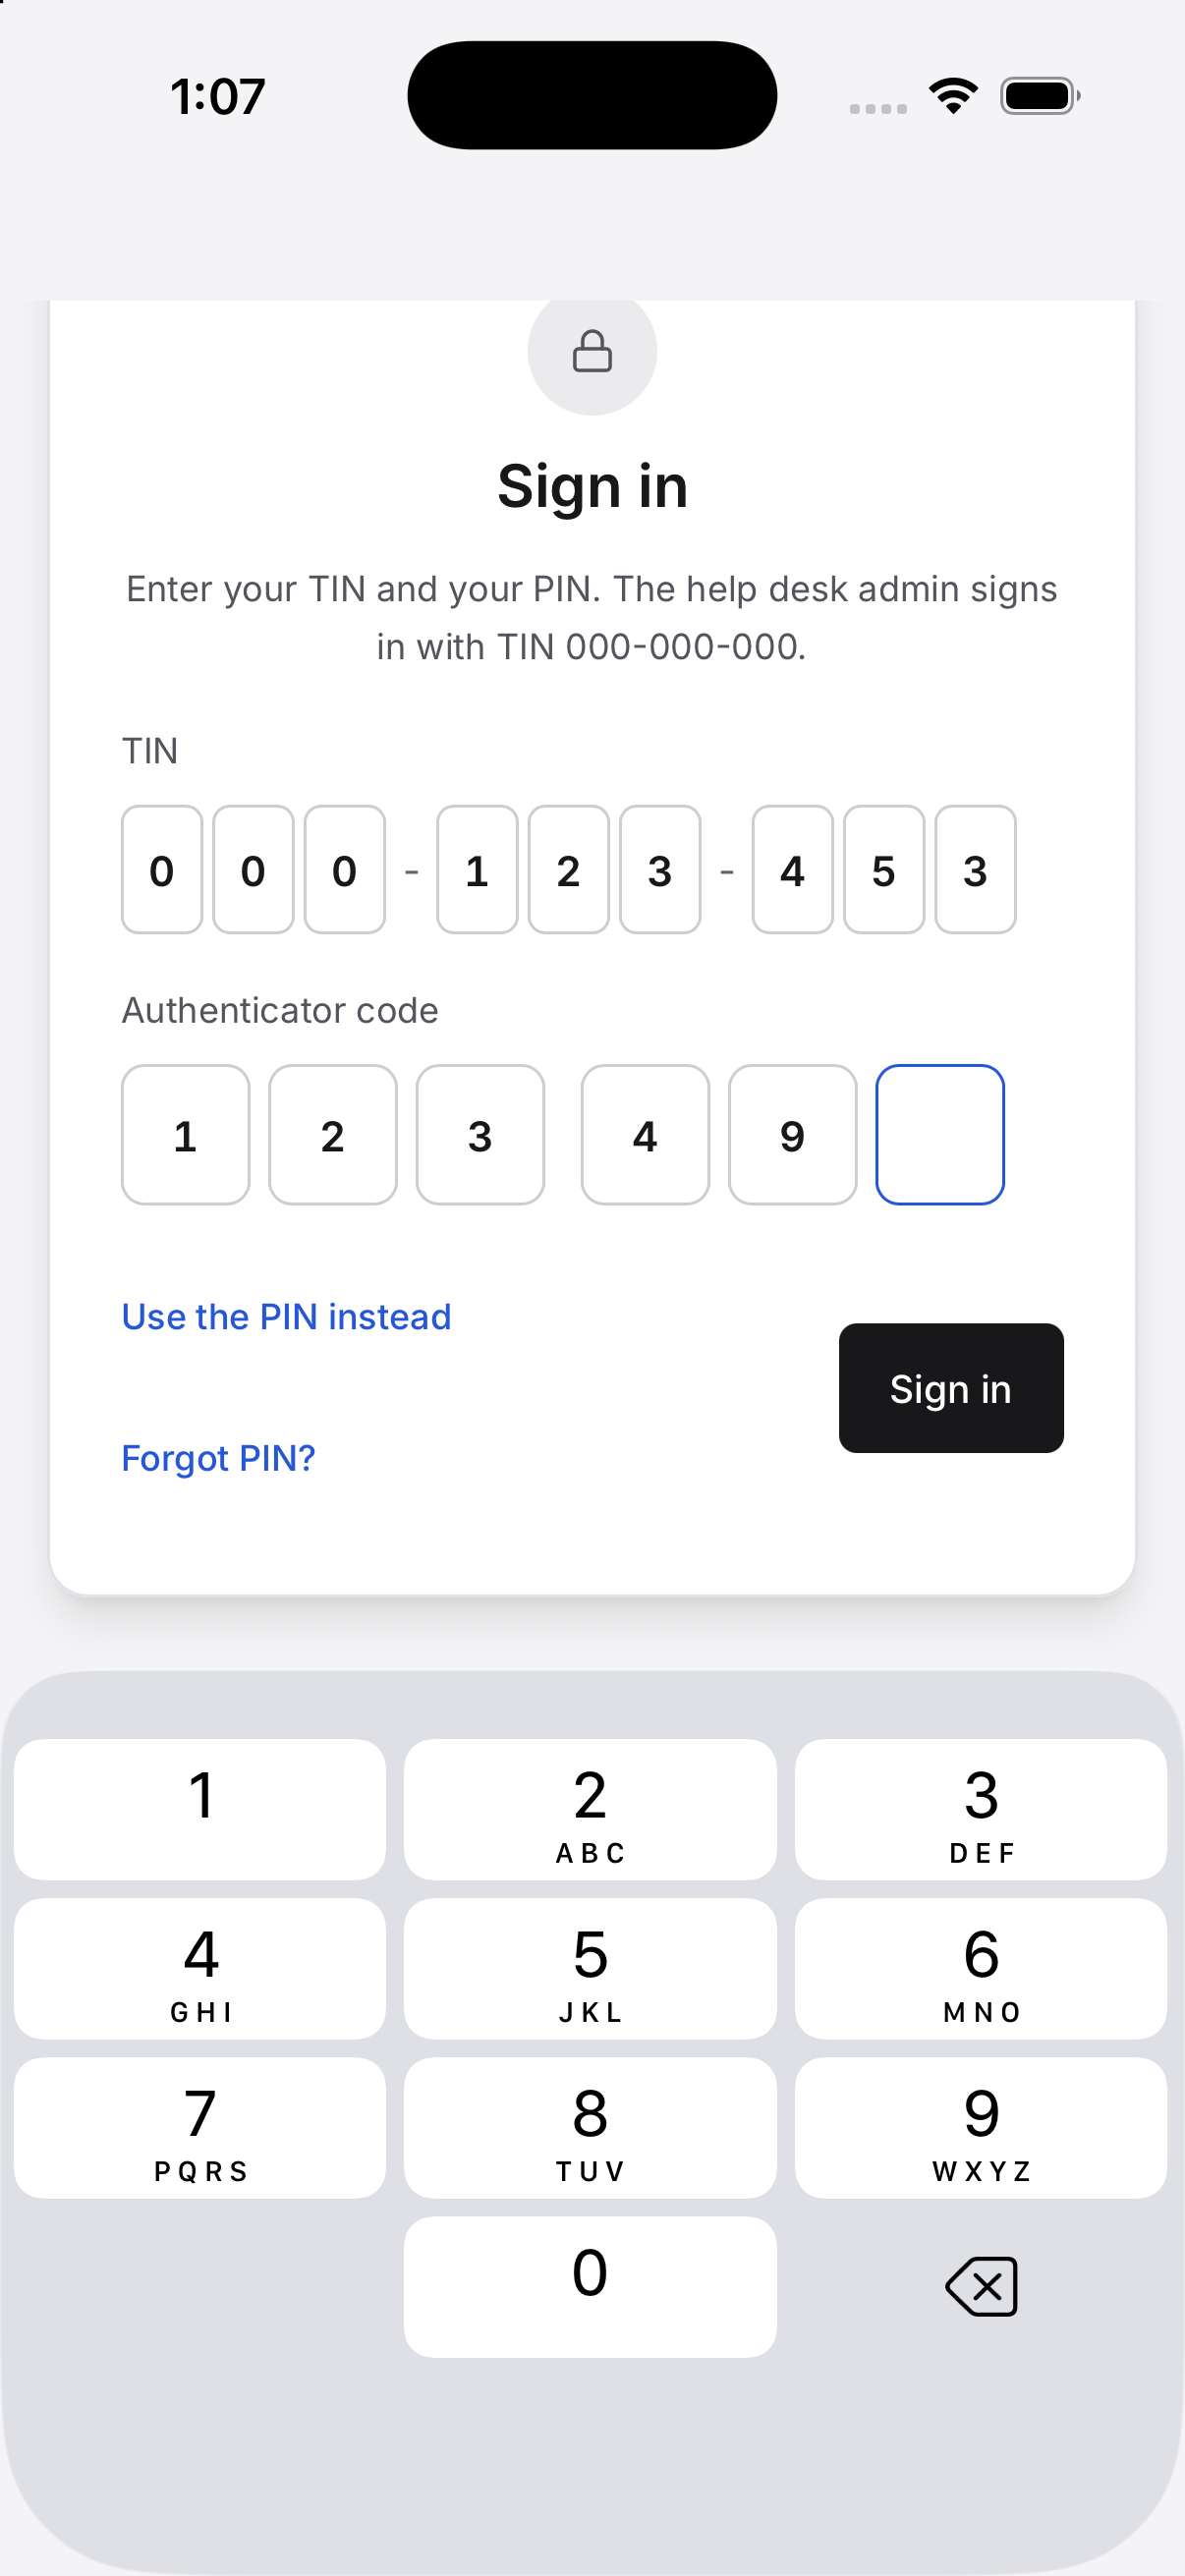 1:07
Sign in
Enter your TIN and your PIN. The help desk admin signs
in with TIN 000-000-000.
TIN
0 0 0 - 1 2 3 - 4 5 3
Authenticator code
1 2 3 4 9
Use the PIN instead
Sign in
Forgot PIN?
1 2 3
ABC DEF
4 5 6
GHI JKL MNO
7 8 9
PQRS TUV WXYZ
0